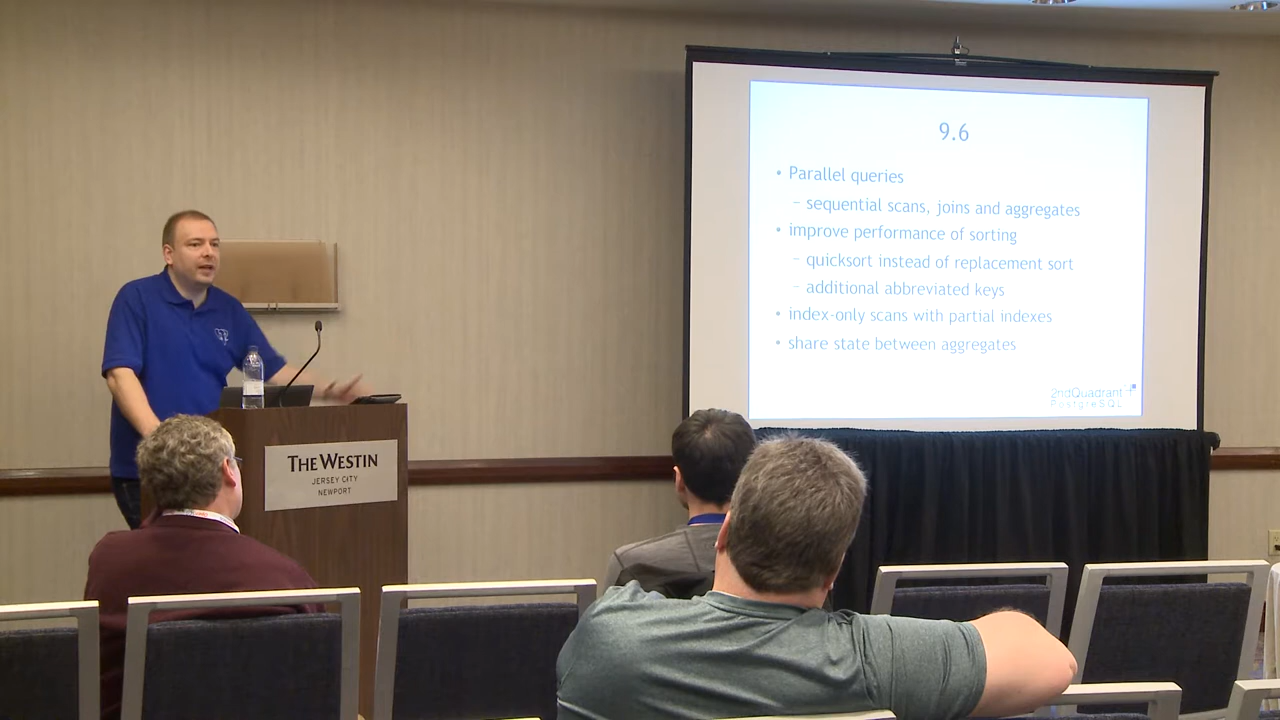 9.6
• Parallel queries
– sequential scans, joins and aggregates
• improve performance of sorting
– quicksort instead of replacement sort
– additional abbreviated keys
• index-only scans with partial indexes
• share state between aggregates
2ndQuadrant
PostgreSQL
THE WESTIN
JERSEY CITY
NEWPORT